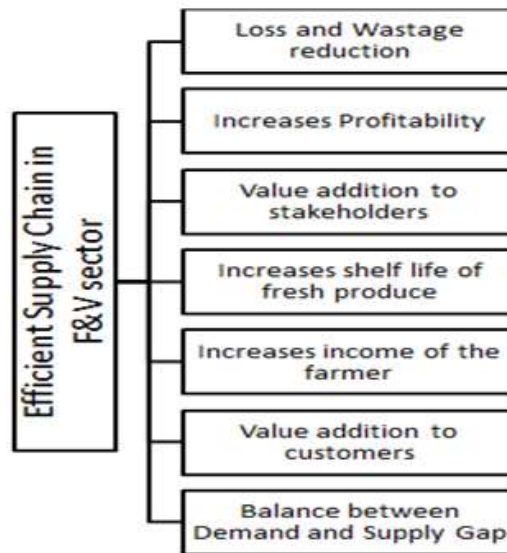 Efficient Supply Chain in
F&V sector
Loss and Wastage
reduction
Increases Profitability
Value addition to
stakeholders
Increases shelf life of
fresh produce
Increases income of the
farmer
Value addition to
customers
Balance between
Demand and Supply Gap